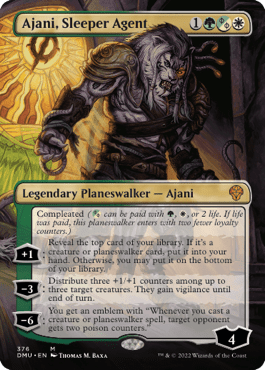 Ajani, Sleeper Agent 1
Legendary Planeswalker — Ajani
Compleated ( can be paid with , , or 2 life. If life
was paid, this planeswalker enters with two fewer loyalty
counters.)
+1 Reveal the top card of your library. If it's a
creature or planeswalker card, put it into your
hand. Otherwise, you may put it on the bottom
of your library.
−3 Distribute three +1/+1 counters among up to
three target creatures. They gain vigilance until
end of turn.
−6 You get an emblem with "Whenever you cast a
creature or planeswalker spell, target opponent
gets two poison counters."
4
376 M
DMU • EN THOMAS M. BAXA
™ & © 2022 Wizards of the Coast